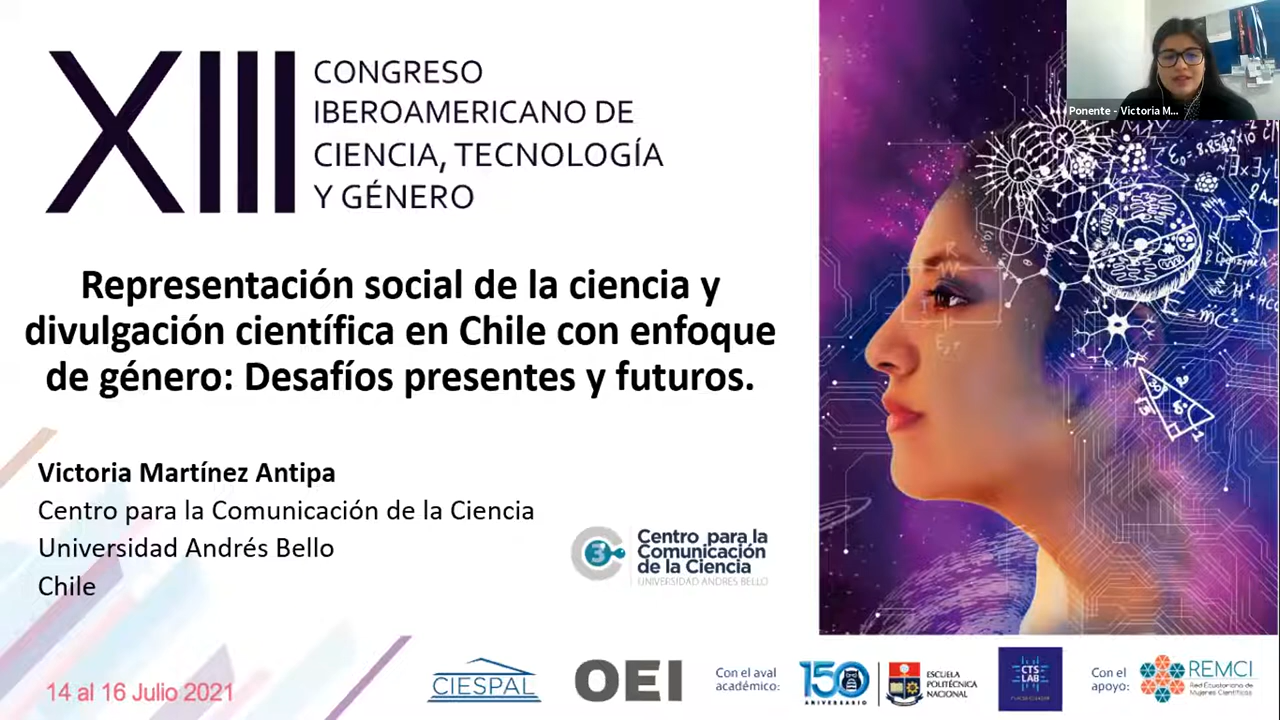 XIII
CONGRESO
IBEROAMERICANO DE
CIENCIA, TECNOLOGÍA
Y GÉNERO
Ponente - Victoria M...
Representación social de la ciencia y
divulgación científica en Chile con enfoque
de género: Desafíos presentes y futuros.
Victoria Martínez Antipa
Centro para la Comunicación de la Ciencia
Universidad Andrés Bello
Chile
Centro para la
Comunicación
de la Ciencia
UNIVERSIDAD ANDRES BELLO
14 al 16 Julio 2021
CIESPAL
OEI
Con el aval
académico:
150
ANIVERSARIO
ESCUELA
POLITÉCNICA
NACIONAL
CTS
LAB
Con el
apoyo:
REMCI
Red Ecuatoriana de
Mujeres Científicas